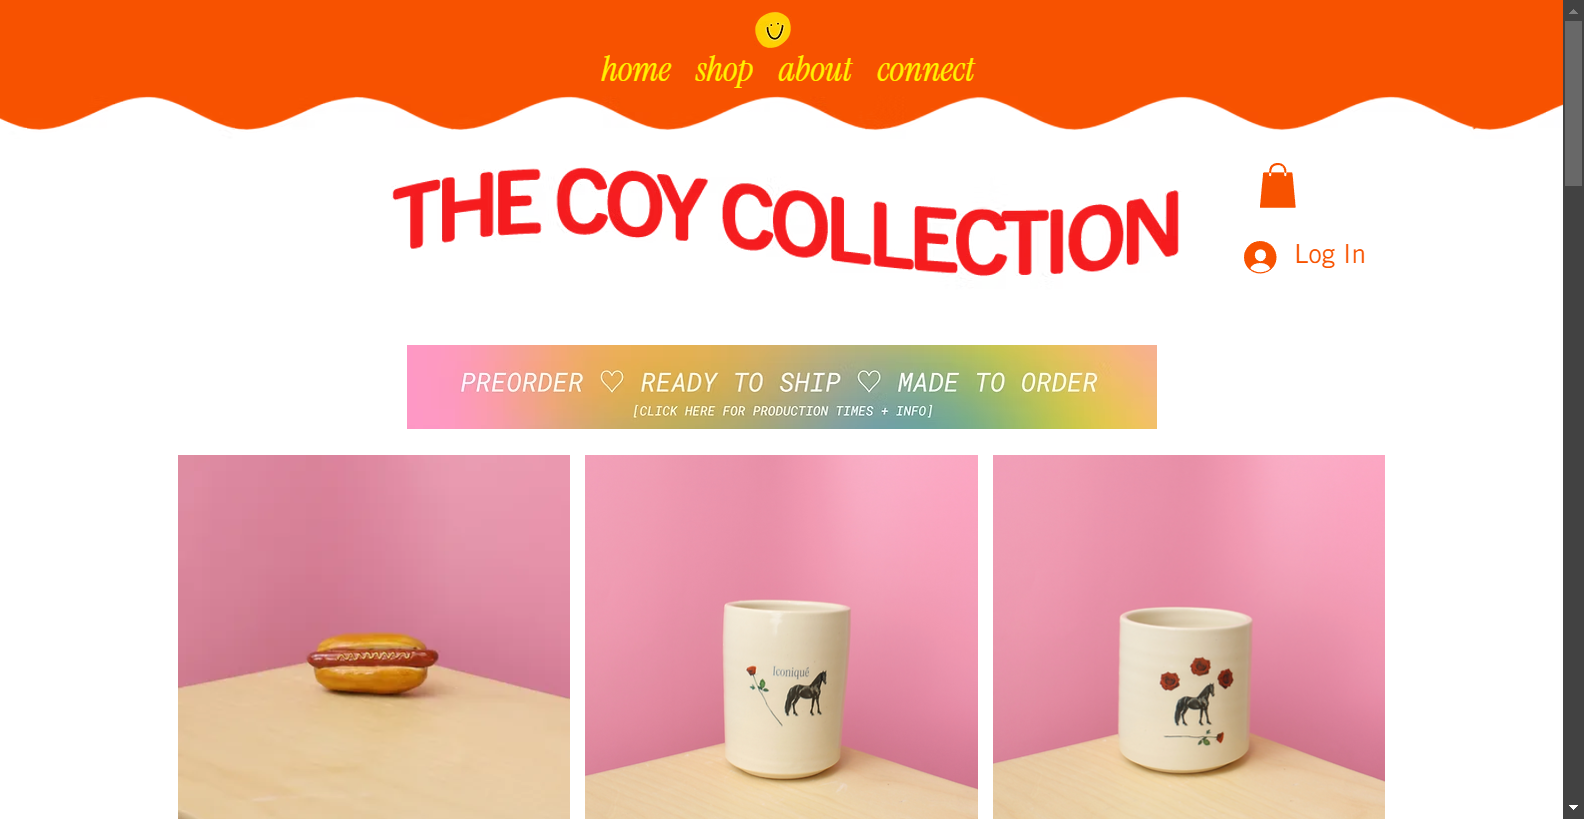 home shop about connect
THE COY COLLECTION
Log In
PREORDER ♡ READY TO SHIP ♡ MADE TO ORDER
[CLICK HERE FOR PRODUCTION TIMES + INFO]
Iconiqué